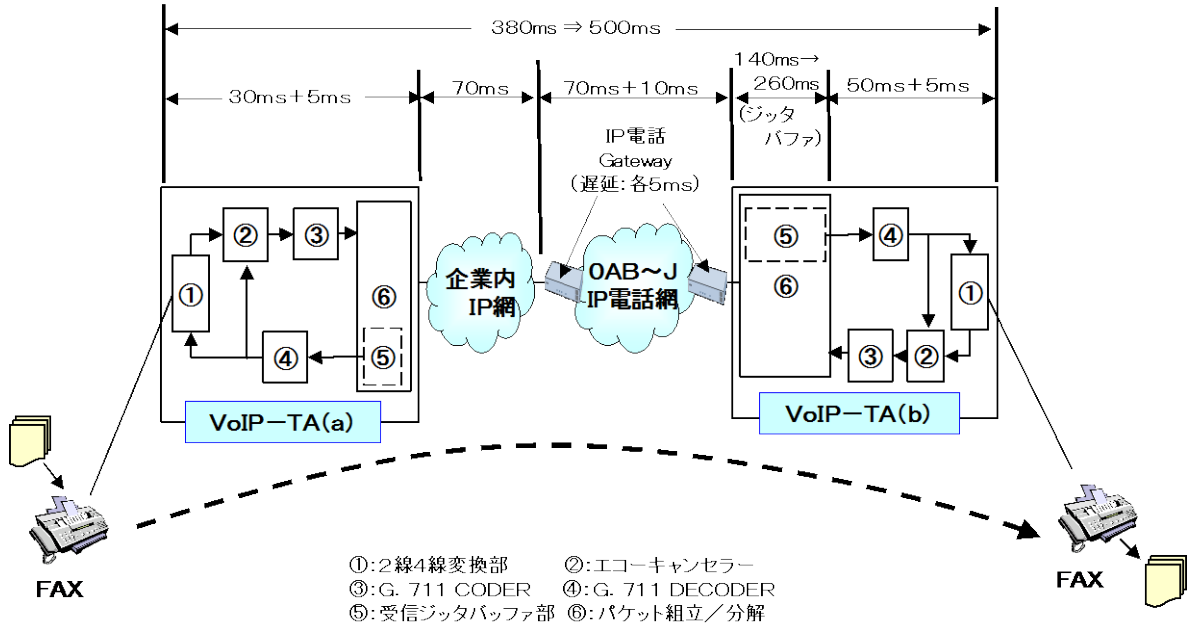 380ms⇒500ms
30ms+5ms
70ms
70ms+10ms
140ms→
260ms
(ジッタ
バファ)
50ms+5ms
IP電話
Gateway
(遅延:各5ms)
①
②
③
④
⑤
⑥
VoIP-TA(a)
企業内
IP網
0AB~J
IP電話網
⑤
⑥
④
①
③
②
VoIP-TA(b)
FAX
FAX
①:2線4線変換部 ②:エコーキャンセラー
③:G. 711 CODER ④:G. 711 DECODER
⑤:受信ジッタバッファ部 ⑥:パケット組立/分解